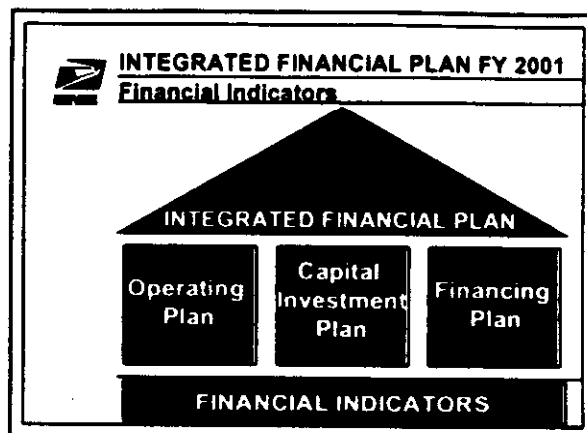 INTEGRATED FINANCIAL PLAN FY 2001
Financial Indicators
INTEGRATED FINANCIAL PLAN
Operating
Plan
Capital
Investment
Plan
Financing
Plan
FINANCIAL INDICATORS